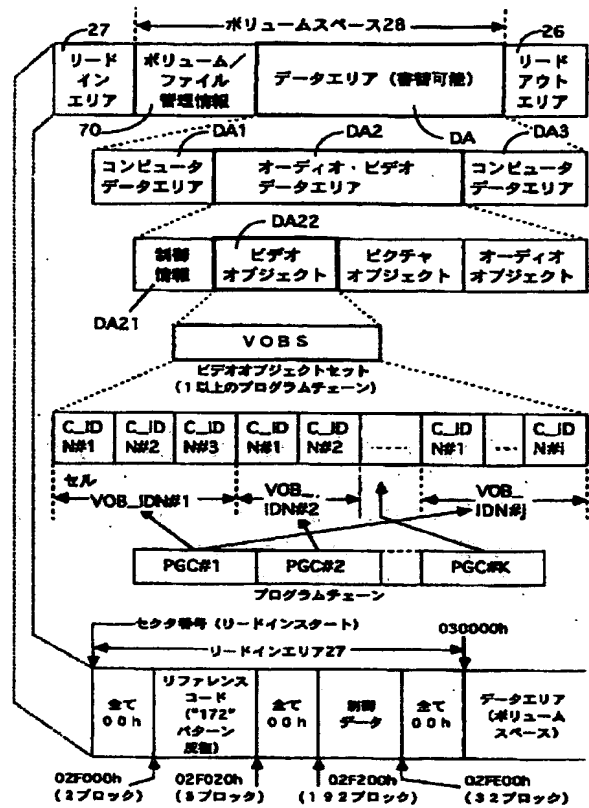 ボリュームスペース28
27
26
リード
イン
エリア
ボリューム／
ファイル
管理情報
データエリア（書替可能）
リード
アウト
エリア
70
DA1
DA2
DA
DA3
コンピュータ
データエリア
オーディオ・ビデオ
データエリア
コンピュータ
データエリア
DA22
制御
情報
ビデオ
オブジェクト
ピクチャ
オブジェクト
オーディオ
オブジェクト
DA21
VOBS
ビデオオブジェクトセット
(1以上のプログラムチェーン)
C_ID
N#1
C_ID
N#2
C_ID
N#3
C_ID
N#1
C_ID
N#2
-----
C_ID
N#1
---
C_ID
N#i
セル
VOB_IDN#1
VOB_
IDN#2
VOB_
IDN#j
PGC#1
PGC#2
PGC#K
プログラムチェーン
セクタ番号（リードインスタート）
030000h
リードインエリア27
全て
00h
リファレンス
コード
("172"
パターン
反復)
全て
00h
制御
データ
全て
00h
データエリア
(ボリューム
スペース)
02F000h
(2ブロック)
02F020h
02F200h
(192ブロック)
02FE00h
(32ブロック)